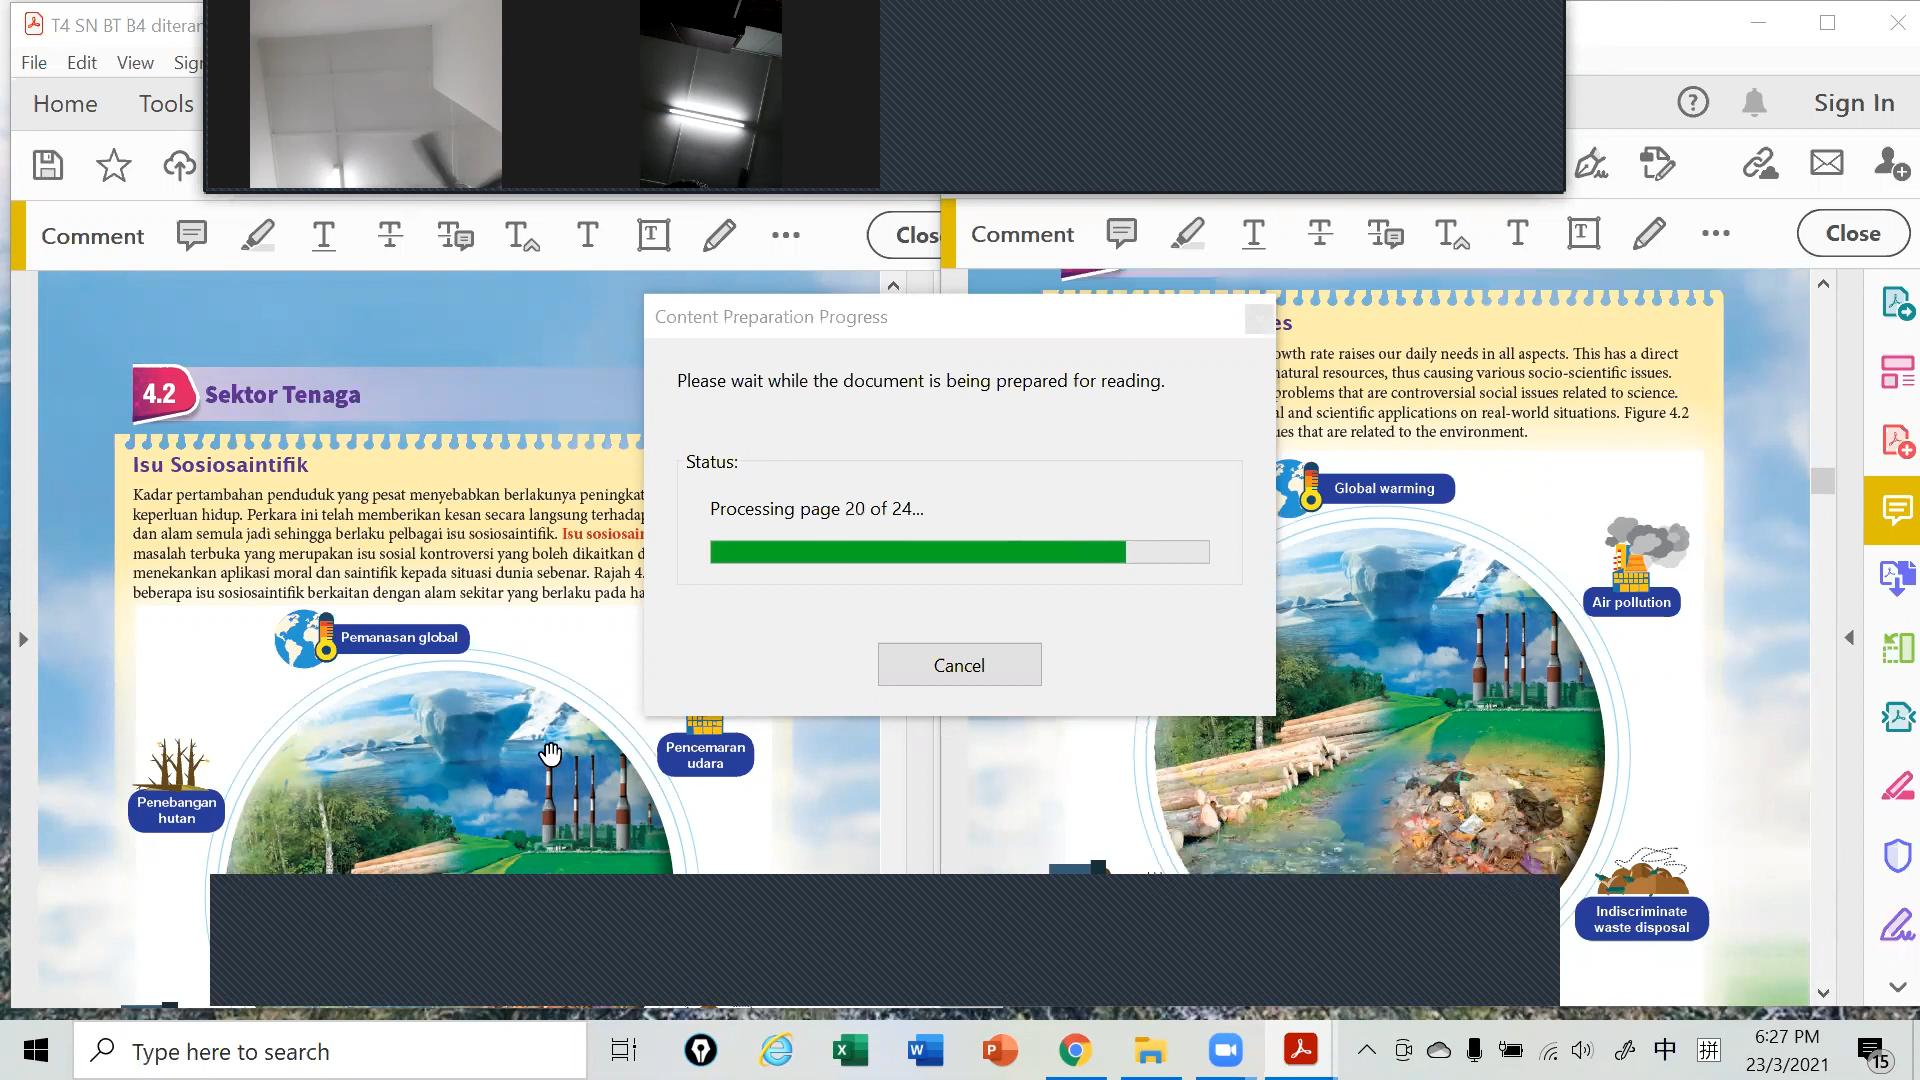 T4 SN BT B4 diteran
File Edit View Sig
Home Tools
Sign In
Comment
Clos
Comment
Close
4.2 Sektor Tenaga
Isu Sosiosaintifik
Kadar pertambahan penduduk yang pesat menyebabkan berlakunya peningkat
keperluan hidup. Perkara ini telah memberikan kesan secara langsung terhadap
dan alam semula jadi sehingga berlaku pelbagai isu sosiosaintifik. Isu sosiosain
masalah terbuka yang merupakan isu sosial kontroversi yang boleh dikaitkan d
menekankan aplikasi moral dan saintifik kepada situasi dunia sebenar. Rajah 4.
beberapa isu sosiosaintifik berkaitan dengan alam sekitar yang berlaku pada ha
Pemanasan global
Pencemaran
udara
Penebangan
hutan
Content Preparation Progress
Please wait while the document is being prepared for reading.
Status:
Processing page 20 of 24...
Cancel
es
owth rate raises our daily needs in all aspects. This has a direct
natural resources, thus causing various socio-scientific issues.
problems that are controversial social issues related to science.
al and scientific applications on real-world situations. Figure 4.2
ues that are related to the environment.
Global warming
Air pollution
Indiscriminate
waste disposal
Type here to search
中
拼
6:27 PM
23/3/2021
15